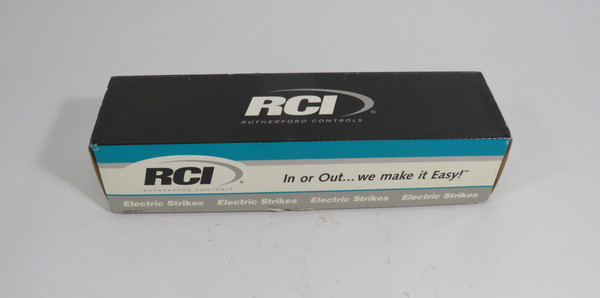 RCI
RUTHERFORD CONTROLS ®
RCI
RUTHERFORD CONTROLS ®
In or Out... we make it Easy!™
Electric Strikes Electric Strikes Electric Strikes Electric Strikes